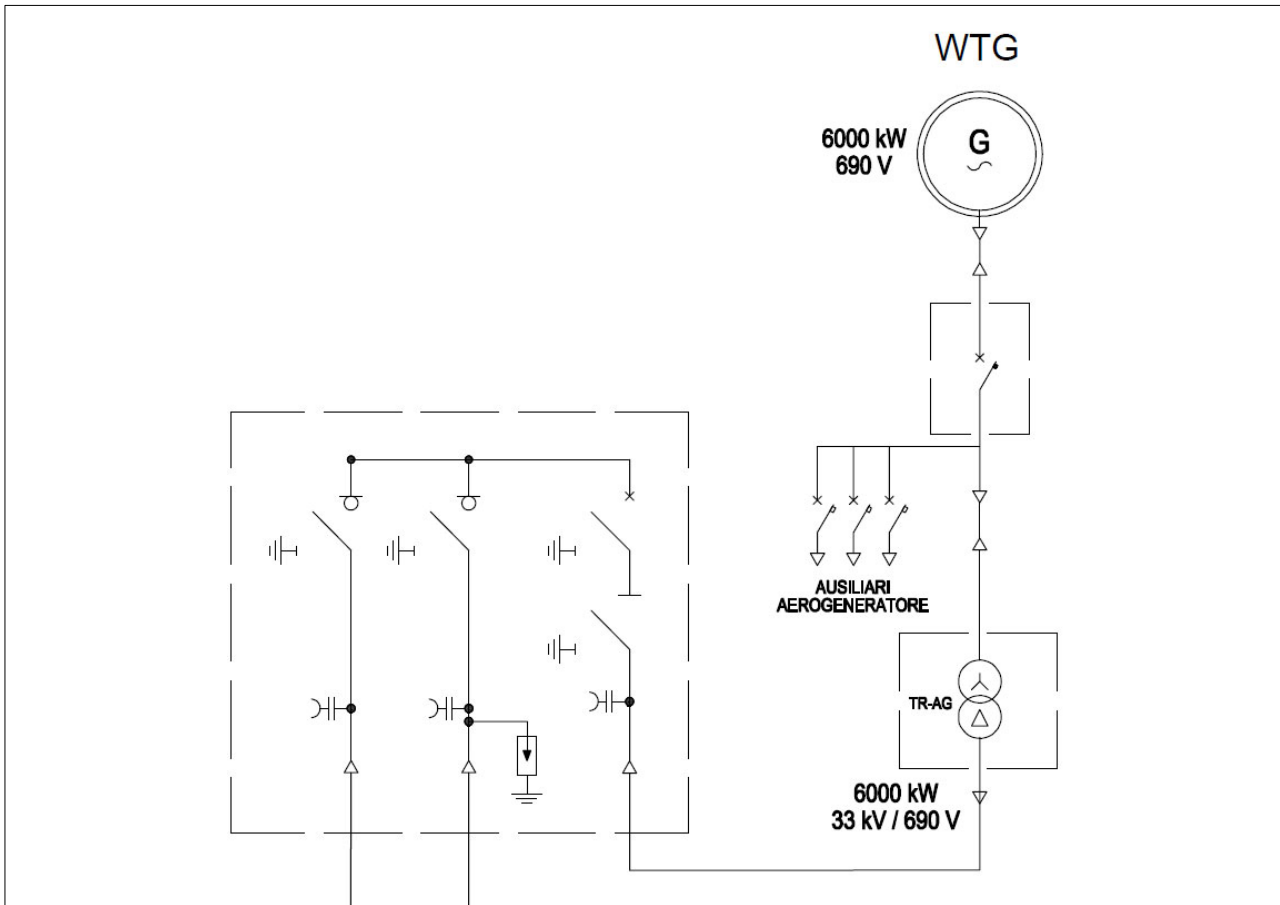 WTG
6000 kW
690 V
G
AUSILIARI
AEROGENERATORE
TR-AG
6000 kW
33 kV / 690 V